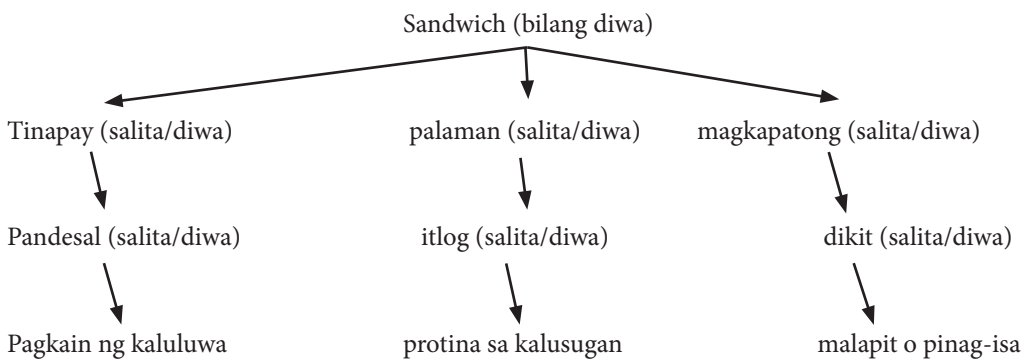 Sandwich (bilang diwa)
Tinapay (salita/diwa) palaman (salita/diwa) magkapatong (salita/diwa)
Pandesal (salita/diwa) itlog (salita/diwa) dikit (salita/diwa)
Pagkain ng kaluluwa protina sa kalusugan malapit o pinag-isa